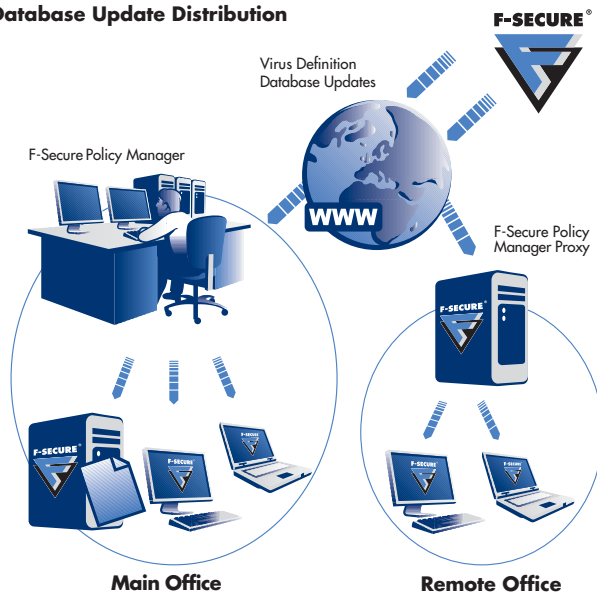 Database Update Distribution
F-SECURE®
Virus Definition
Database Updates
F-Secure Policy Manager
WWW
F-Secure Policy
Manager Proxy
F-SECURE®
F-SECURE®
F-SECURE®
F-SECURE®
F-SECURE®
F-SECURE®
Main Office
Remote Office